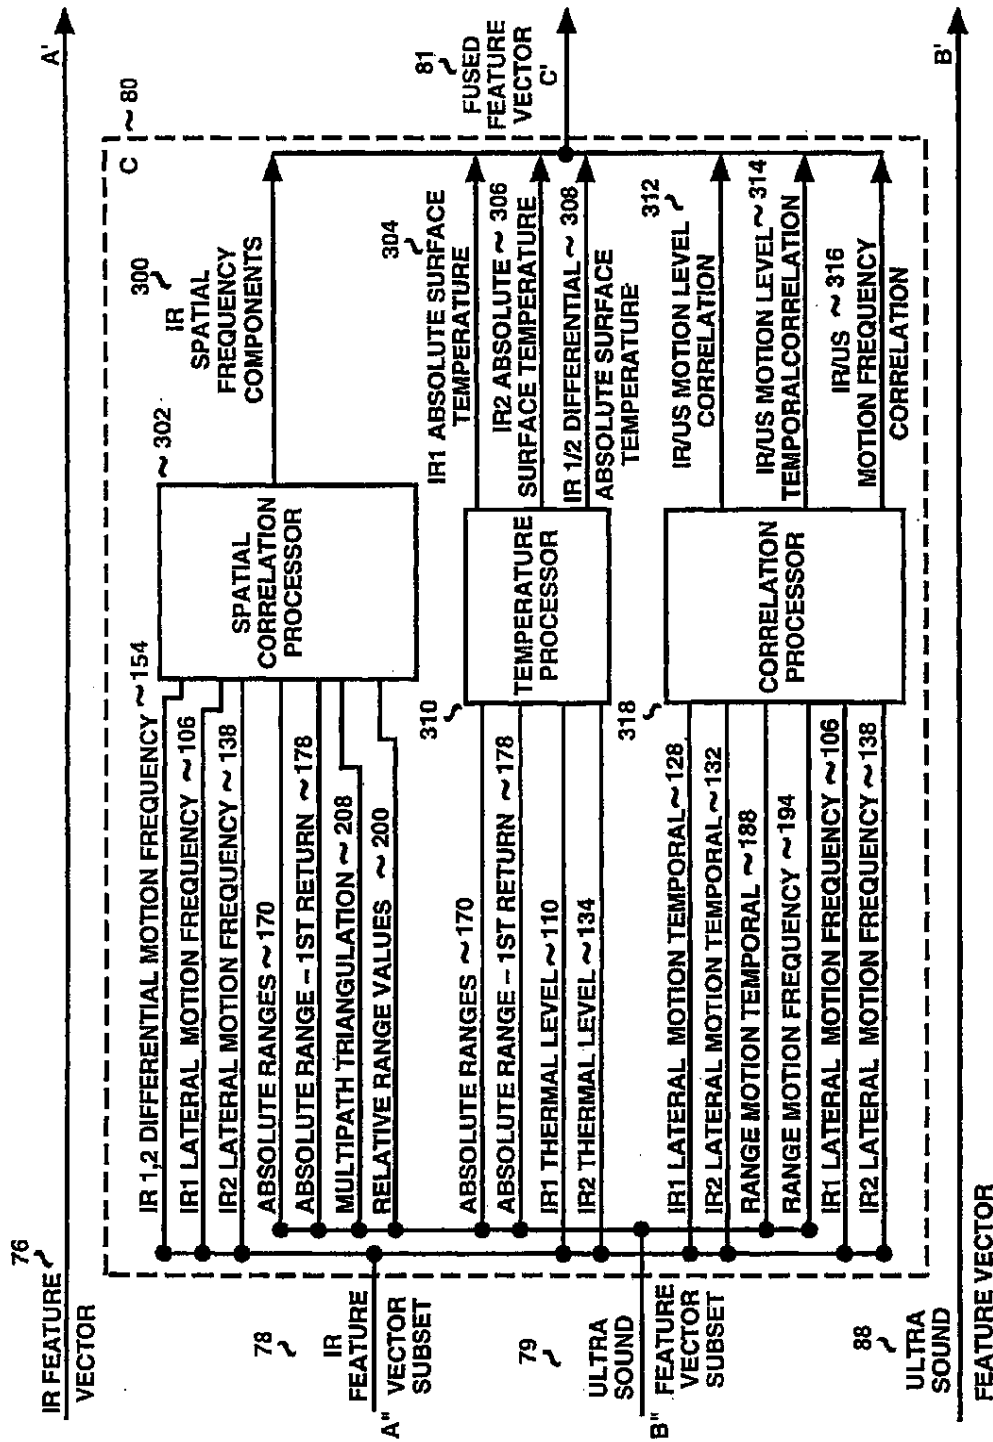 IR FEATURE ~ 76
VECTOR
A'
C ~ 80
IR 1,2 DIFFERENTIAL MOTION FREQUENCY ~ 154
IR1 LATERAL MOTION FREQUENCY ~ 106
IR2 LATERAL MOTION FREQUENCY ~ 138
ABSOLUTE RANGES ~ 170
ABSOLUTE RANGE – 1ST RETURN ~ 178
MULTIPATH TRIANGULATION ~ 208
RELATIVE RANGE VALUES ~ 200
~ 302
SPATIAL
CORRELATION
PROCESSOR
300 ~
IR
SPATIAL
FREQUENCY
COMPONENTS
78 ~
IR
FEATURE
VECTOR SUBSET
A"
ABSOLUTE RANGES ~ 170
ABSOLUTE RANGE – 1ST RETURN ~ 178
IR1 THERMAL LEVEL ~ 110
IR2 THERMAL LEVEL ~ 134
310 ~
TEMPERATURE
PROCESSOR
304 ~
IR1 ABSOLUTE SURFACE
TEMPERATURE
IR2 ABSOLUTE ~ 306
SURFACE TEMPERATURE
IR 1/2 DIFFERENTIAL ~ 308
ABSOLUTE SURFACE
TEMPERATURE
81 ~
FUSED
FEATURE
VECTOR
C'
79 ~
ULTRA
SOUND
B" FEATURE
VECTOR
SUBSET
IR1 LATERAL MOTION TEMPORAL ~ 128
IR2 LATERAL MOTION TEMPORAL ~ 132
RANGE MOTION TEMPORAL ~ 188
RANGE MOTION FREQUENCY ~ 194
IR1 LATERAL MOTION FREQUENCY ~ 106
IR2 LATERAL MOTION FREQUENCY ~ 138
318 ~
CORRELATION
PROCESSOR
312 ~
IR/US MOTION LEVEL
CORRELATION
IR/US MOTION LEVEL ~ 314
TEMPORALCORRELATION
IR/US ~ 316
MOTION FREQUENCY
CORRELATION
88 ~
ULTRA
SOUND
FEATURE VECTOR
B'